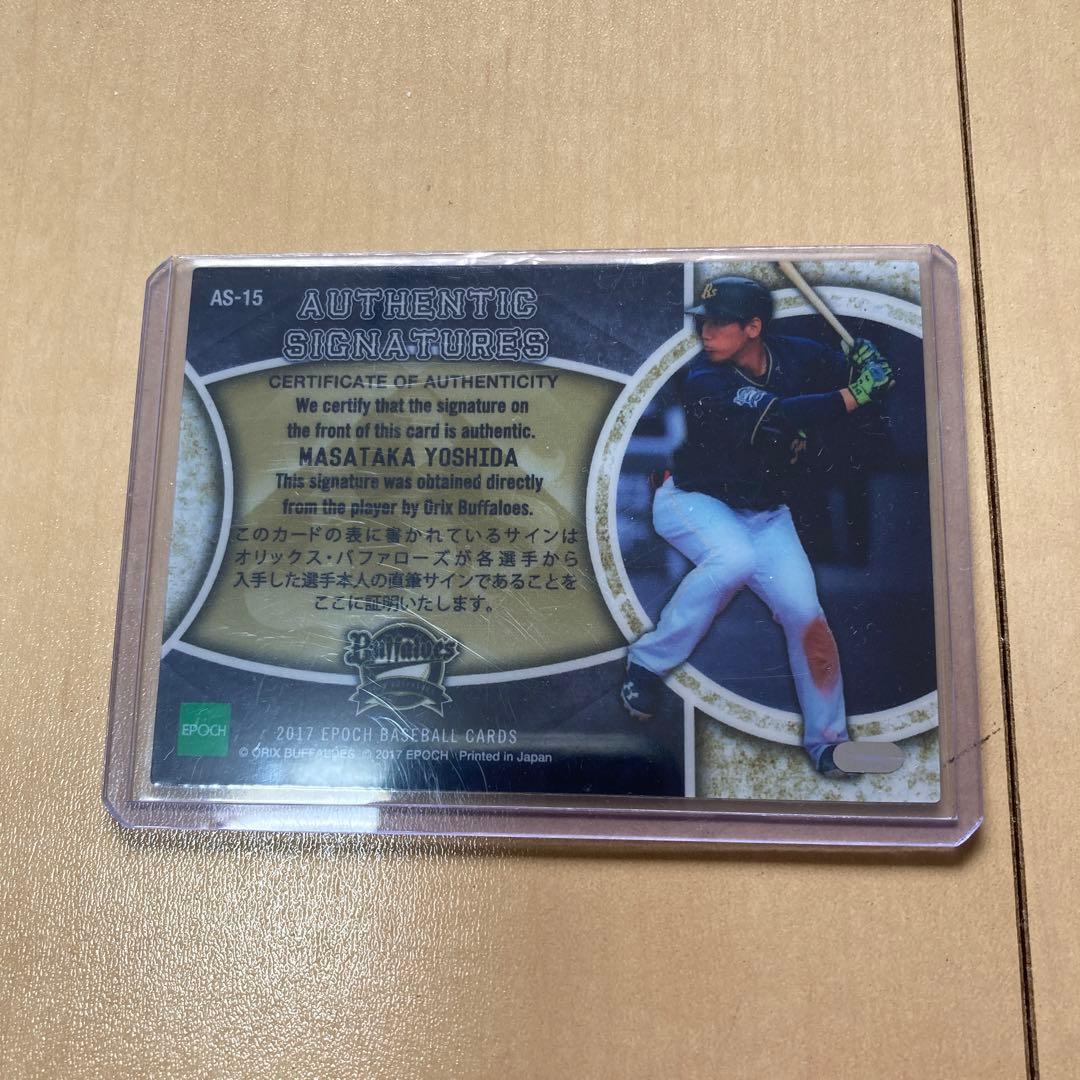 AS-15
AUTHENTIC
SIGNATURES
CERTIFICATE OF AUTHENTICITY
We certify that the signature on
the front of this card is authentic.
MASATAKA YOSHIDA
This signature was obtained directly
from the player by Orix Buffaloes.
このカードの表に書かれているサインは
オリックス・バファローズが各選手から
入手した選手本人の直筆サインであることを
ここに証明いたします。
Buffaloes
EPOCH
2017 EPOCH BASEBALL CARDS
© ORIX BUFFALOES © 2017 EPOCH Printed in Japan
Bs